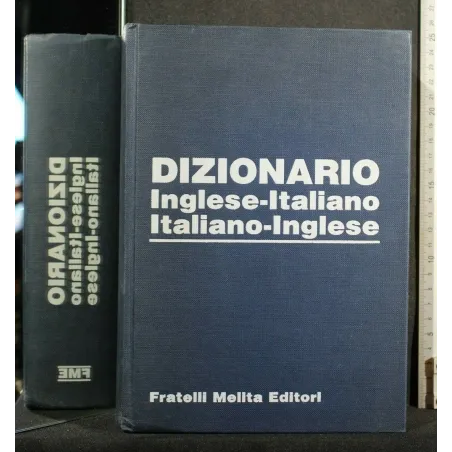 DIZIONARIO
Inglese-Italiano
Italiano-Inglese
Fratelli Melita Editori
DIZIONARIO
Inglese-Italiano
Italiano-Inglese
FME